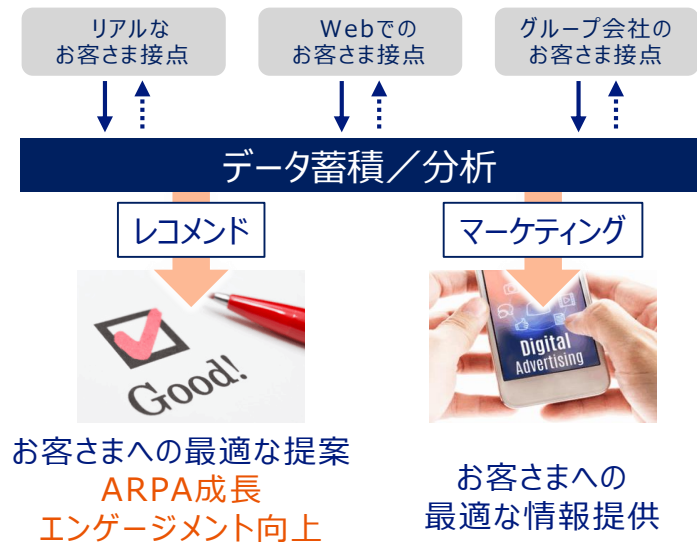 リアルな
お客さま接点
Webでの
お客さま接点
グループ会社の
お客さま接点
データ蓄積／分析
レコメンド
マーケティング
Good!
Digital
Advertising
お客さまへの最適な提案
ARPA成長
エンゲージメント向上
お客さまへの
最適な情報提供